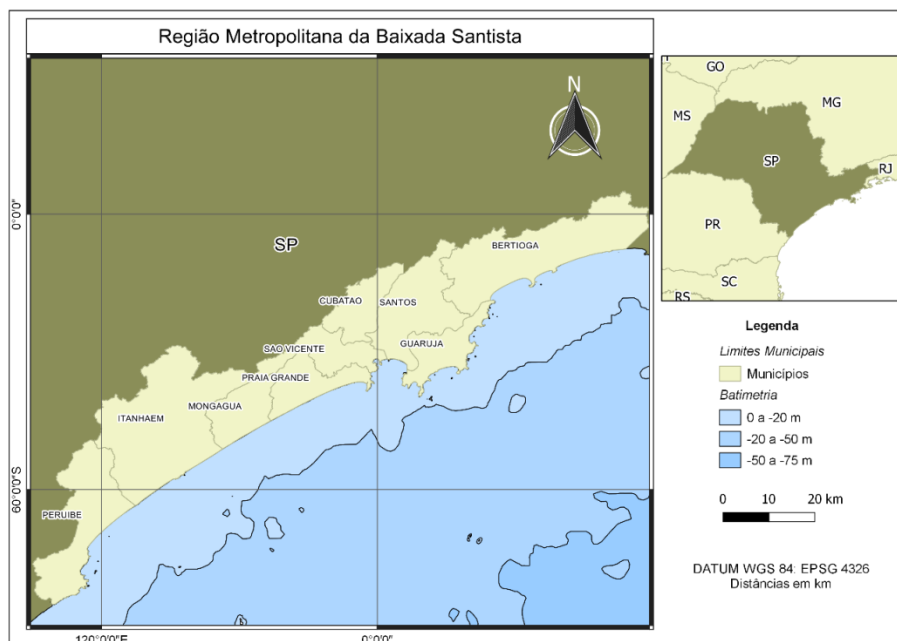 Região Metropolitana da Baixada Santista
N
0°0'0"
SP
BERTIOGA
CUBATAO
SANTOS
GUARUJA
SAO VICENTE
PRAIA GRANDE
MONGAGUA
ITANHAEM
60°0'0"S
PERUIBE
120°0'0"E
0°0'0"
GO
MS
MG
SP
RJ
PR
SC
RS
Legenda
Limites Municipais
Municípios
Batimetria
0 a -20 m
-20 a -50 m
-50 a -75 m
0 10 20 km
DATUM WGS 84: EPSG 4326
Distâncias em km